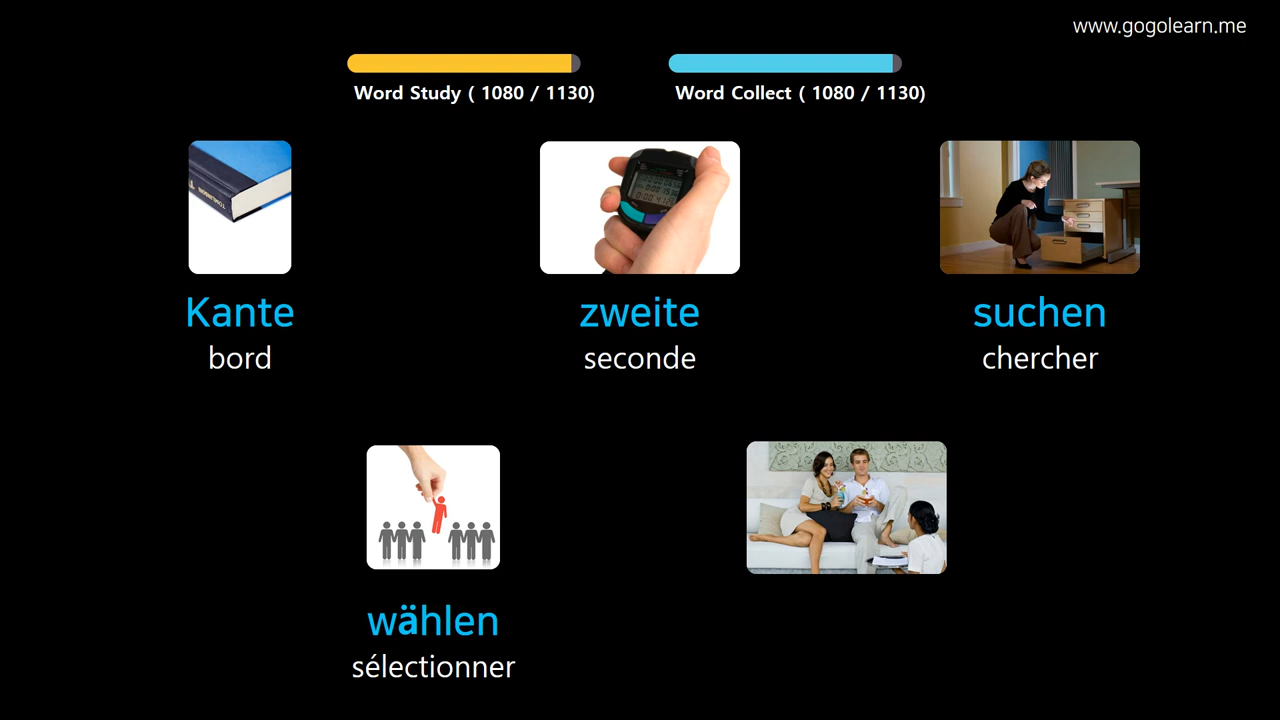 www.gogolearn.me
Word Study ( 1080 / 1130)
Word Collect ( 1080 / 1130)
Kante
bord
zweite
seconde
suchen
chercher
wählen
sélectionner